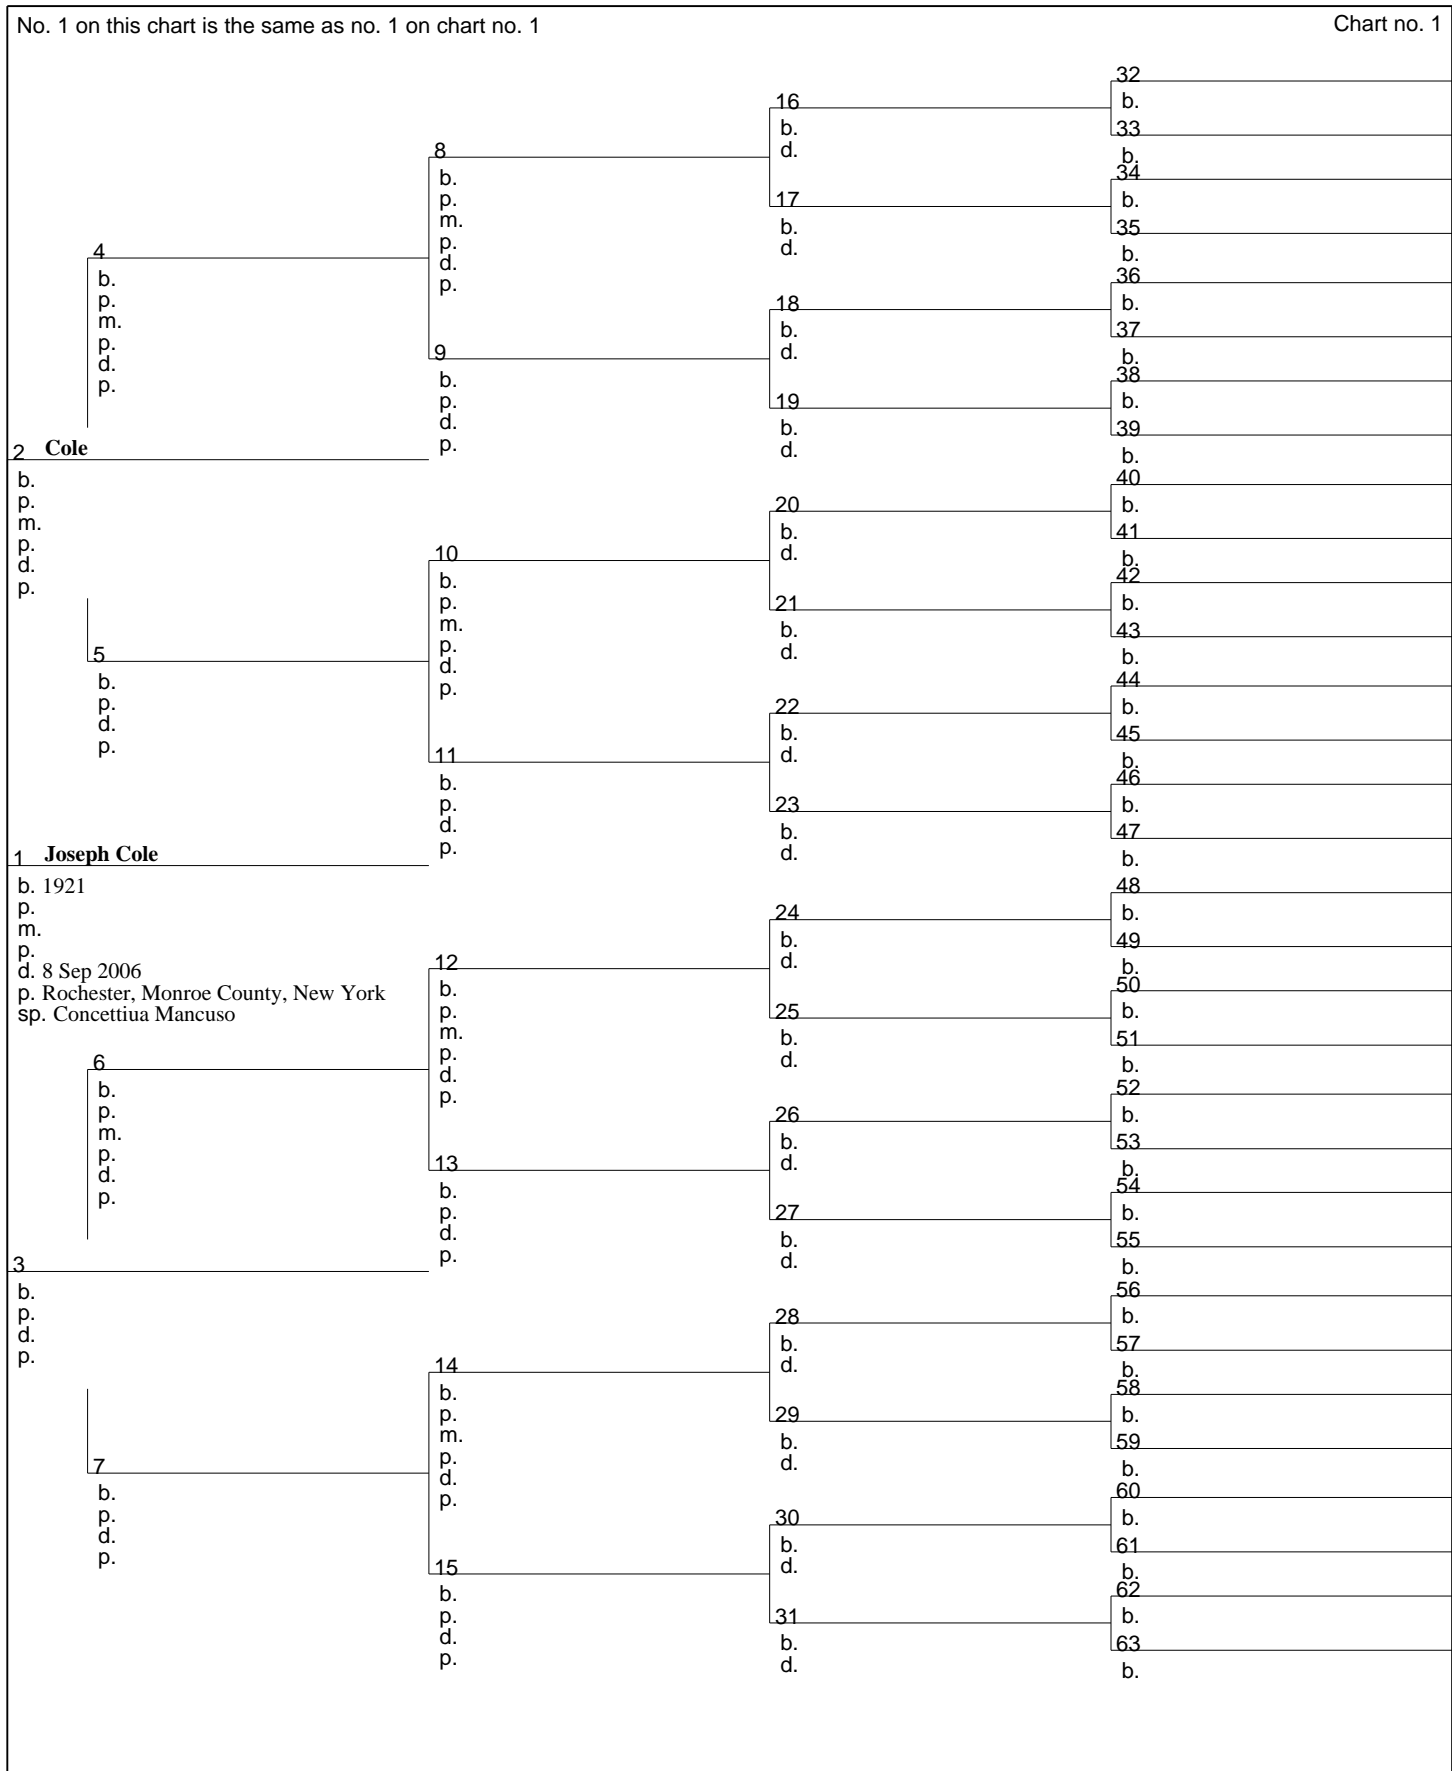 No. 1 on this chart is the same as no. 1 on chart no. 1
Chart no. 1
2 Cole
b.
p.
m.
p.
d.
p.
1 Joseph Cole
b. 1921
p.
m.
p.
d. 8 Sep 2006
p. Rochester, Monroe County, New York
sp. Concettiua Mancuso
3
b.
p.
d.
p.
4
b.
p.
m.
p.
d.
p.
5
b.
p.
d.
p.
6
b.
p.
m.
p.
d.
p.
7
b.
p.
d.
p.
8
b.
p.
m.
p.
d.
p.
9
b.
p.
d.
p.
10
b.
p.
m.
p.
d.
p.
11
b.
p.
d.
p.
12
b.
p.
m.
p.
d.
p.
13
b.
p.
d.
p.
14
b.
p.
m.
p.
d.
p.
15
b.
p.
d.
p.
16
b.
d.
17
b.
d.
18
b.
d.
19
b.
d.
20
b.
d.
21
b.
d.
22
b.
d.
23
b.
d.
24
b.
d.
25
b.
d.
26
b.
d.
27
b.
d.
28
b.
d.
29
b.
d.
30
b.
d.
31
b.
d.
32
b.
33
b.
34
b.
35
b.
36
b.
37
b.
38
b.
39
b.
40
b.
41
b.
42
b.
43
b.
44
b.
45
b.
46
b.
47
b.
48
b.
49
b.
50
b.
51
b.
52
b.
53
b.
54
b.
55
b.
56
b.
57
b.
58
b.
59
b.
60
b.
61
b.
62
b.
63
b.